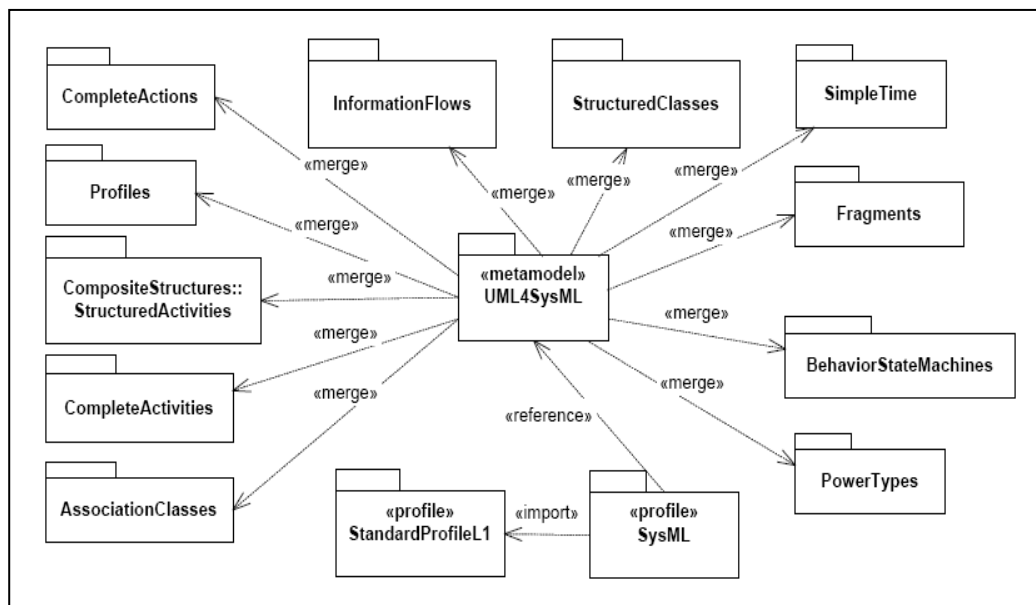 CompleteActions
InformationFlows
StructuredClasses
SimpleTime
«merge»
«merge»
«merge»
«merge»
Profiles
Fragments
«merge»
«merge»
CompositeStructures::
StructuredActivities
«merge»
«metamodel»
UML4SysML
«merge»
«merge»
BehaviorStateMachines
CompleteActivities
«merge»
«merge»
«reference»
AssociationClasses
PowerTypes
«profile»
StandardProfileL1
«import»
«profile»
SysML